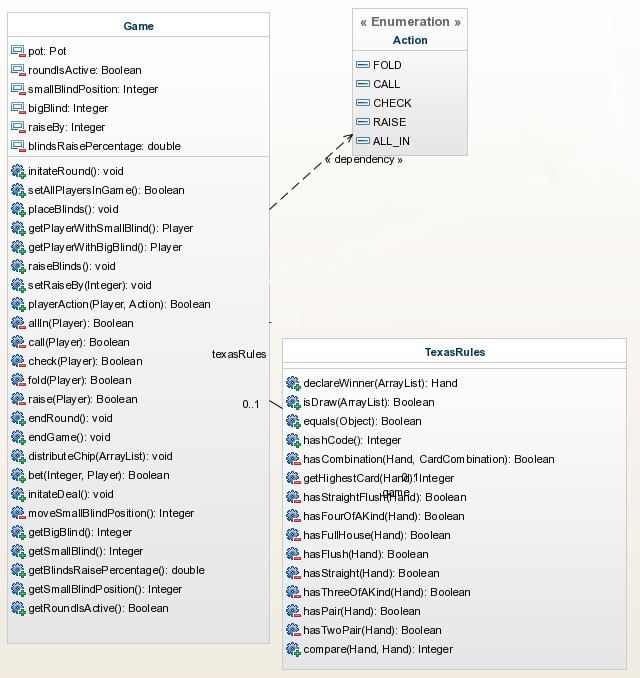 Game
pot: Pot
roundIsActive: Boolean
smallBlindPosition: Integer
bigBlind: Integer
raiseBy: Integer
blindsRaisePercentage: double
initateRound(): void
setAllPlayersInGame(): Boolean
placeBlinds(): void
getPlayerWithSmallBlind(): Player
getPlayerWithBigBlind(): Player
raiseBlinds(): void
setRaiseBy(Integer): void
playerAction(Player, Action): Boolean
allIn(Player): Boolean
call(Player): Boolean
check(Player): Boolean
fold(Player): Boolean
raise(Player): Boolean
endRound(): void
endGame(): void
distributeChip(ArrayList): void
bet(Integer, Player): Boolean
initateDeal(): void
moveSmallBlindPosition(): Integer
getBigBlind(): Integer
getSmallBlind(): Integer
getBlindsRaisePercentage(): double
getSmallBlindPosition(): Integer
getRoundIsActive(): Boolean
« Enumeration »
Action
FOLD
CALL
CHECK
RAISE
ALL_IN
« dependency »
texasRules
0..1
TexasRules
declareWinner(ArrayList): Hand
isDraw(ArrayList): Boolean
equals(Object): Boolean
hashCode(): Integer
hasCombination(Hand, CardCombination): Boolean
getHighestCard(Hand): Integer
0..1
game
hasStraightFlush(Hand): Boolean
hasFourOfAKind(Hand): Boolean
hasFullHouse(Hand): Boolean
hasFlush(Hand): Boolean
hasStraight(Hand): Boolean
hasThreeOfAKind(Hand): Boolean
hasPair(Hand): Boolean
hasTwoPair(Hand): Boolean
compare(Hand, Hand): Integer